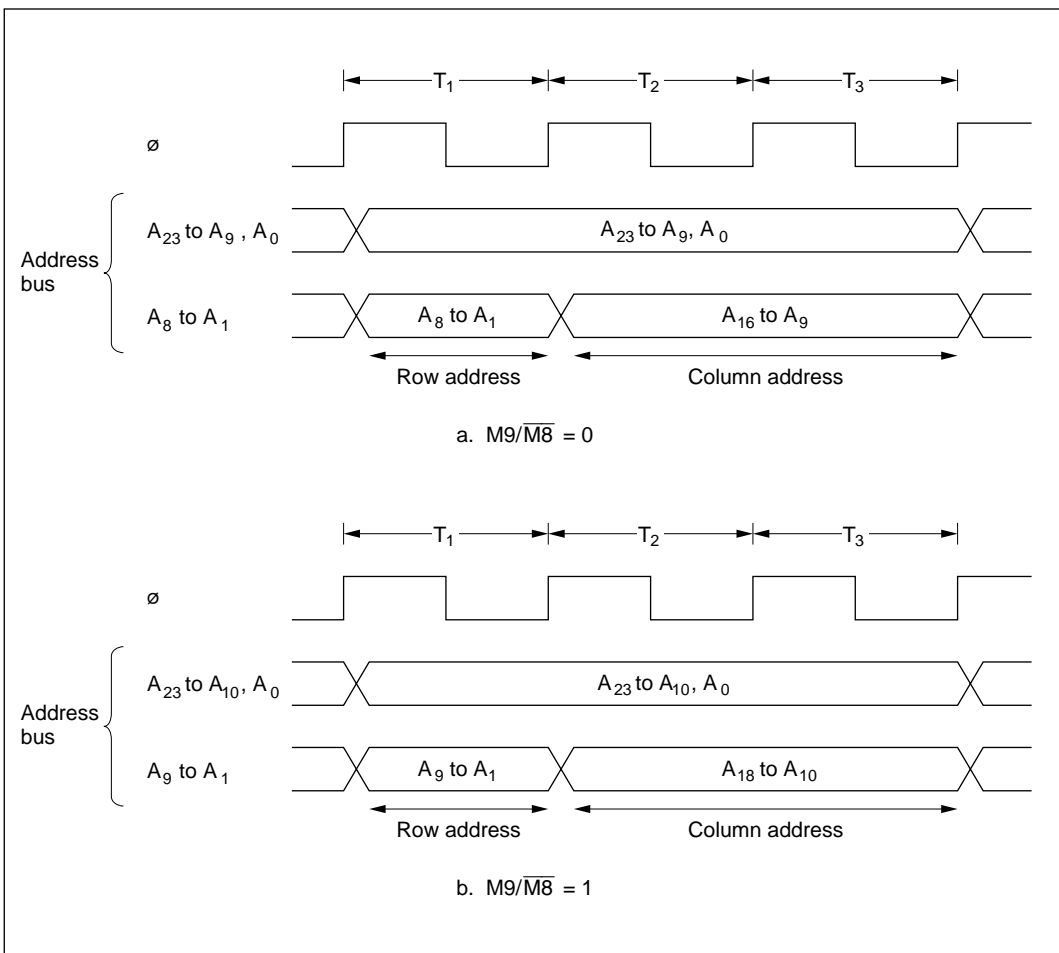 T1 T2 T3
ø
Address bus
A23 to A9 , A0 A23 to A9, A0
A8 to A1 A8 to A1 A16 to A9
Row address Column address
a. M9/M8 = 0
T1 T2 T3
ø
Address bus
A23 to A10, A0 A23 to A10, A0
A9 to A1 A9 to A1 A18 to A10
Row address Column address
b. M9/M8 = 1